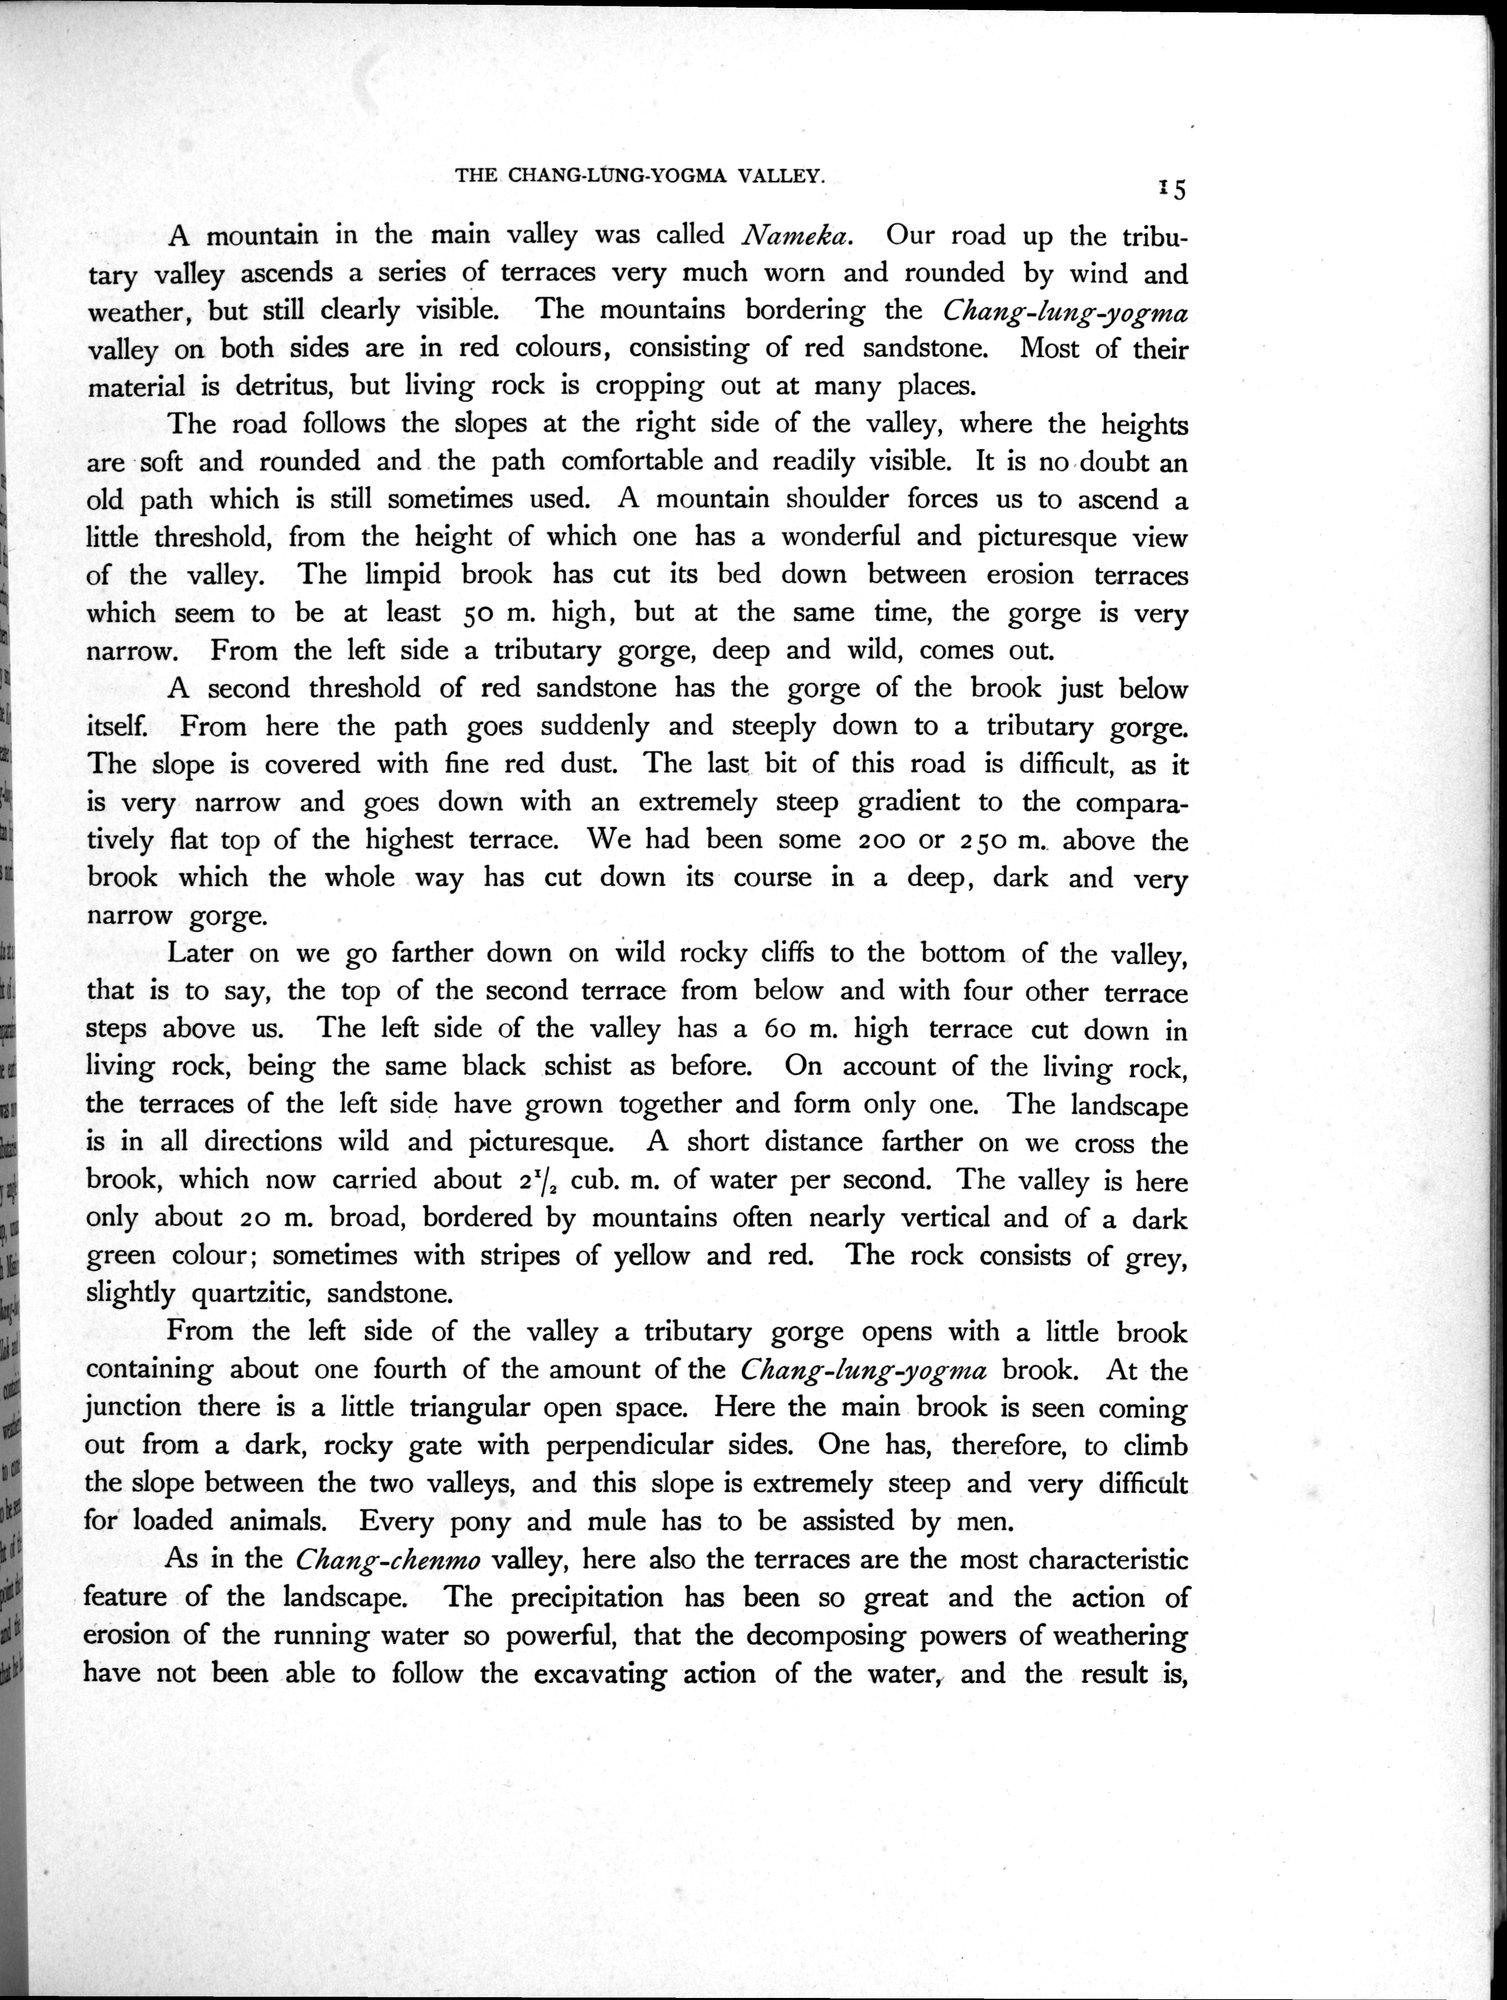 THE CHANG-LUNG-YOGMA VALLEY.
15
A mountain in the main valley was called Nameka. Our road up the tribu-
tary valley ascends a series of terraces very much worn and rounded by wind and
weather, but still clearly visible. The mountains bordering the Chang-lung-yogma
valley on both sides are in red colours, consisting of red sandstone. Most of their
material is detritus, but living rock is cropping out at many places.
The road follows the slopes at the right side of the valley, where the heights
are soft and rounded and the path comfortable and readily visible. It is no doubt an
old path which is still sometimes used. A mountain shoulder forces us to ascend a
little threshold, from the height of which one has a wonderful and picturesque view
of the valley. The limpid brook has cut its bed down between erosion terraces
which seem to be at least 50 m. high, but at the same time, the gorge is very
narrow. From the left side a tributary gorge, deep and wild, comes out.
A second threshold of red sandstone has the gorge of the brook just below
itself. From here the path goes suddenly and steeply down to a tributary gorge.
The slope is covered with fine red dust. The last bit of this road is difficult, as it
is very narrow and goes down with an extremely steep gradient to the compara-
tively flat top of the highest terrace. We had been some 200 or 250 m. above the
brook which the whole way has cut down its course in a deep, dark and very
narrow gorge.
Later on we go farther down on wild rocky cliffs to the bottom of the valley,
that is to say, the top of the second terrace from below and with four other terrace
steps above us. The left side of the valley has a 60 m. high terrace cut down in
living rock, being the same black schist as before. On account of the living rock,
the terraces of the left side have grown together and form only one. The landscape
is in all directions wild and picturesque. A short distance farther on we cross the
brook, which now carried about 2 1/2 cub. m. of water per second. The valley is here
only about 20 m. broad, bordered by mountains often nearly vertical and of a dark
green colour; sometimes with stripes of yellow and red. The rock consists of grey,
slightly quartzitic, sandstone.
From the left side of the valley a tributary gorge opens with a little brook
containing about one fourth of the amount of the Chang-lung-yogma brook. At the
junction there is a little triangular open space. Here the main brook is seen coming
out from a dark, rocky gate with perpendicular sides. One has, therefore, to climb
the slope between the two valleys, and this slope is extremely steep and very difficult
for loaded animals. Every pony and mule has to be assisted by men.
As in the Chang-chenmo valley, here also the terraces are the most characteristic
feature of the landscape. The precipitation has been so great and the action of
erosion of the running water so powerful, that the decomposing powers of weathering
have not been able to follow the excavating action of the water, and the result is,